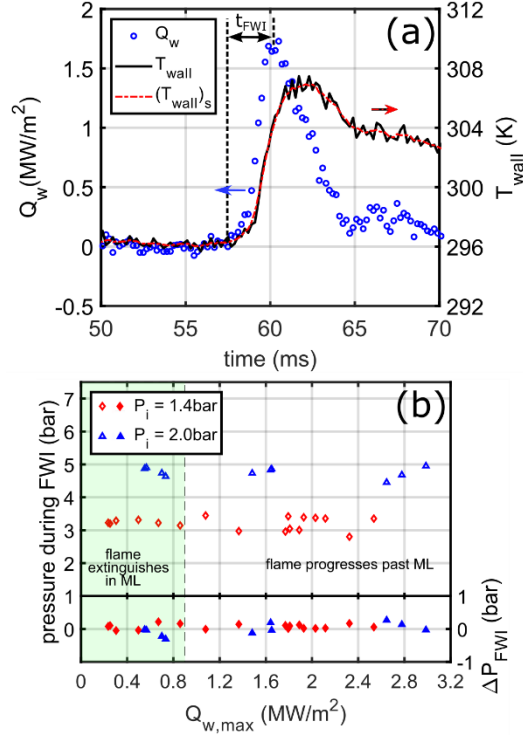 (a)
t_FWI
Q_w
T_wall
(T_wall)_s
Q_w (MW/m²)
2
1.5
1
0.5
0
-0.5
T_wall (K)
312
308
304
300
296
292
50 55 60 65 70
time (ms)
(b)
P_i = 1.4bar
P_i = 2.0bar
pressure during FWI (bar)
7
6
5
4
3
2
flame
extinguishes
in ML
flame progresses past ML
1
0
-1
1
0
-1
ΔP_FWI (bar)
0 0.4 0.8 1.2 1.6 2.0 2.4 2.8 3.2
Q_w,max (MW/m²)